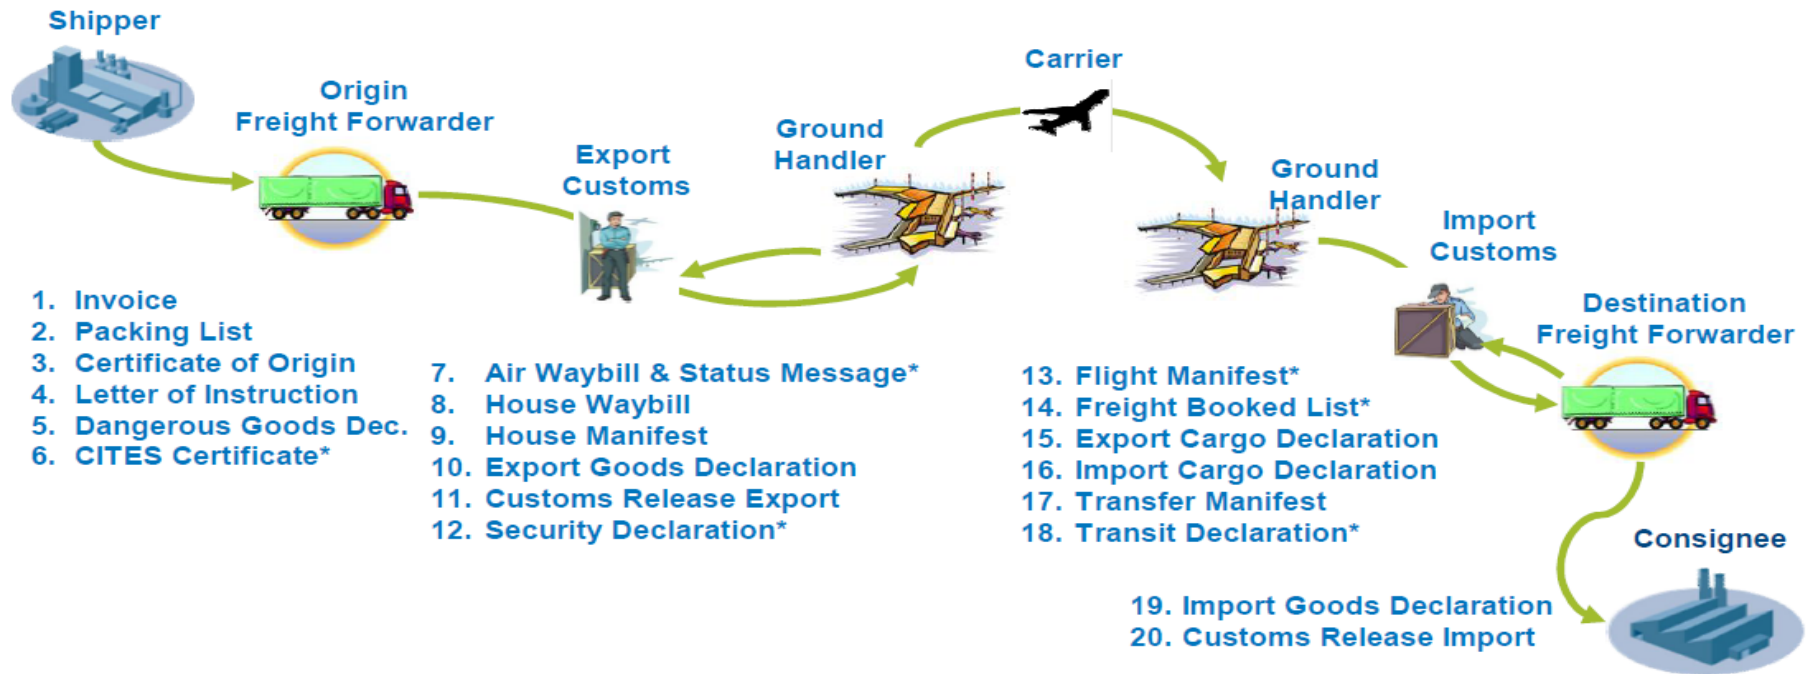 Shipper
Origin
Freight Forwarder
Export
Customs
Ground
Handler
Carrier
Ground
Handler
Import
Customs
Destination
Freight Forwarder
Consignee
1. Invoice
2. Packing List
3. Certificate of Origin
4. Letter of Instruction
5. Dangerous Goods Dec.
6. CITES Certificate*
7. Air Waybill & Status Message*
8. House Waybill
9. House Manifest
10. Export Goods Declaration
11. Customs Release Export
12. Security Declaration*
13. Flight Manifest*
14. Freight Booked List*
15. Export Cargo Declaration
16. Import Cargo Declaration
17. Transfer Manifest
18. Transit Declaration*
19. Import Goods Declaration
20. Customs Release Import